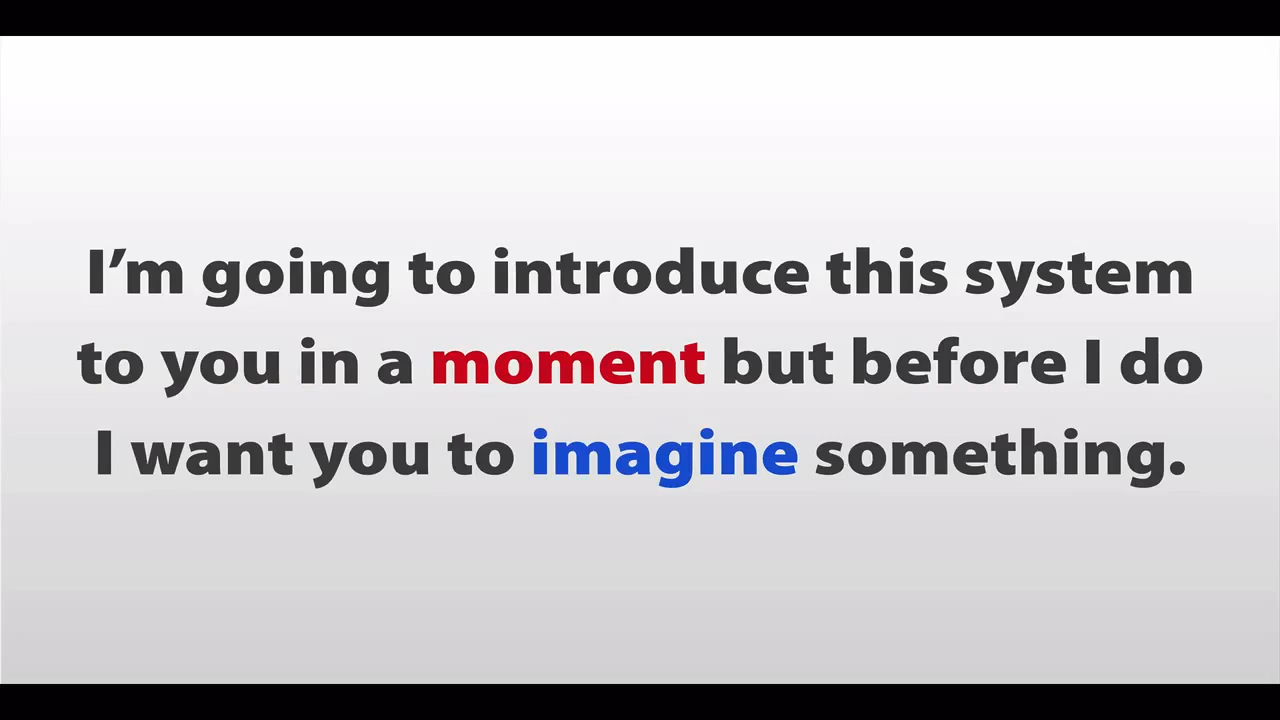 I’m going to introduce this system
to you in a moment but before I do
I want you to imagine something.